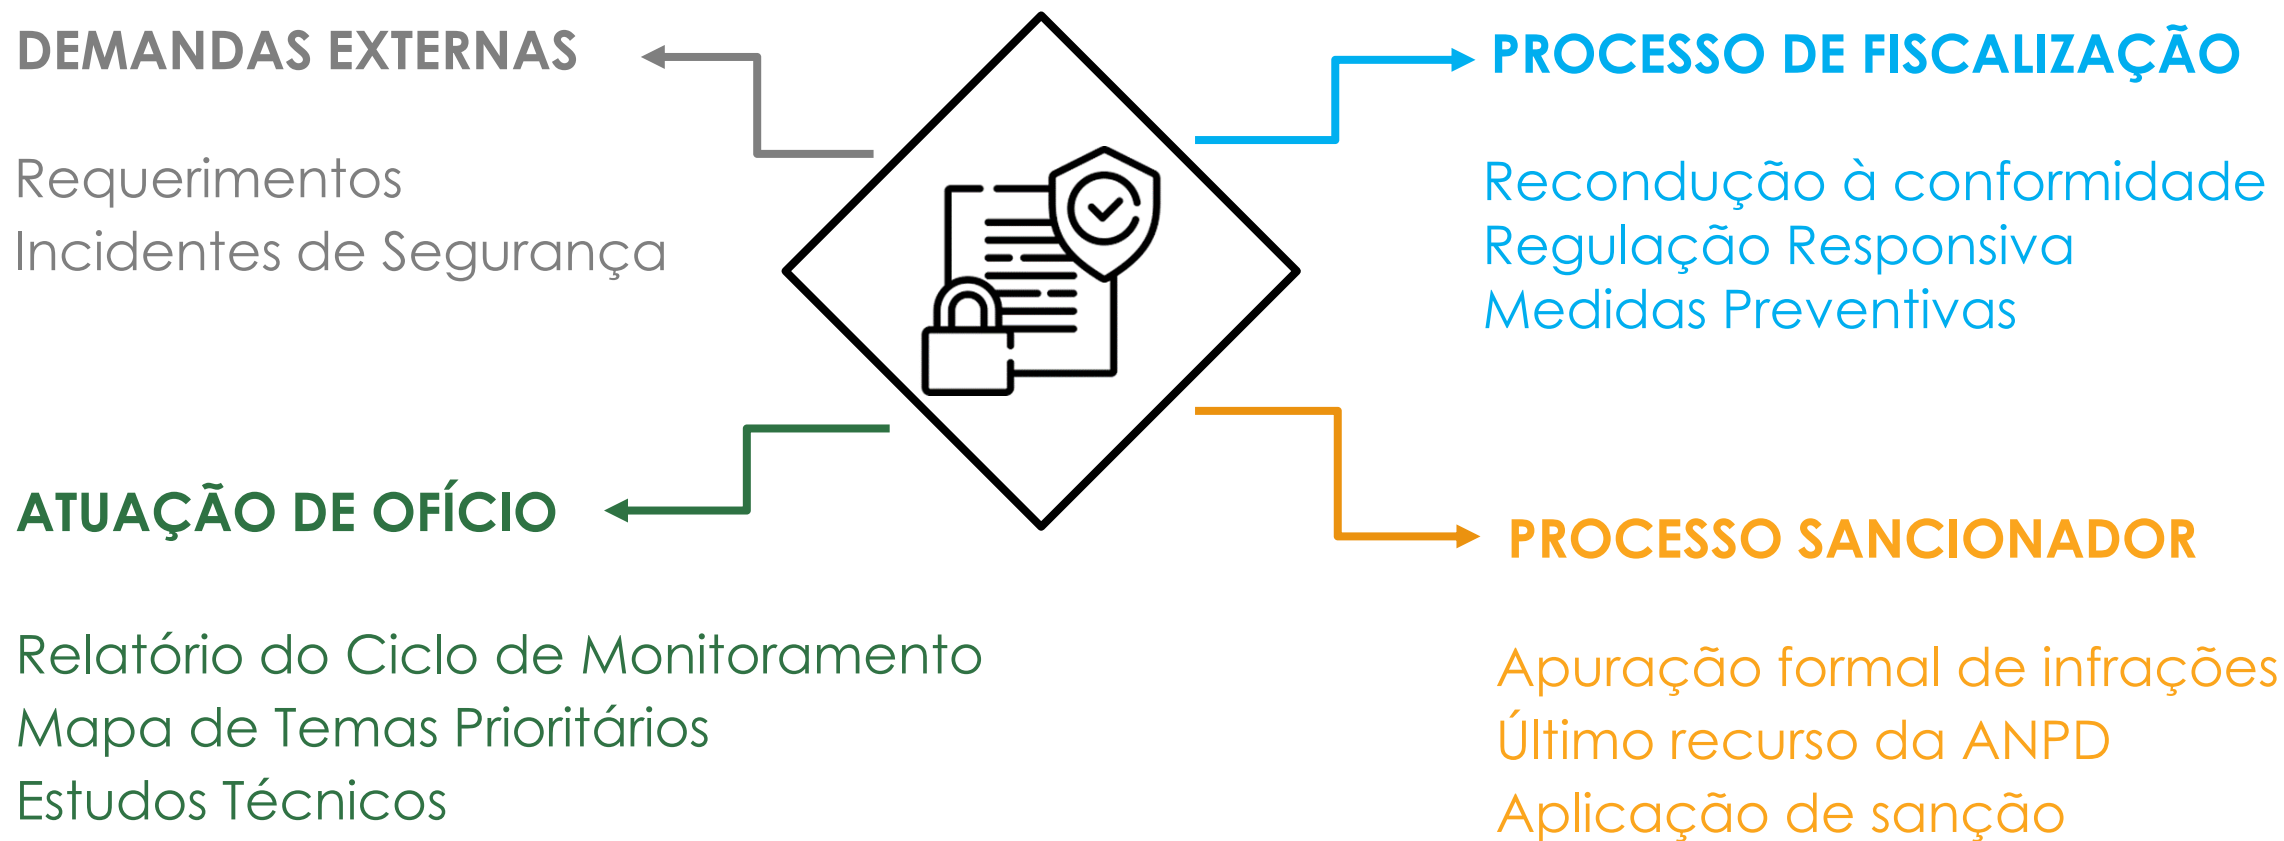 DEMANDAS EXTERNAS
Requerimentos
Incidentes de Segurança
PROCESSO DE FISCALIZAÇÃO
Recondução à conformidade
Regulação Responsiva
Medidas Preventivas
ATUAÇÃO DE OFÍCIO
Relatório do Ciclo de Monitoramento
Mapa de Temas Prioritários
Estudos Técnicos
PROCESSO SANCIONADOR
Apuração formal de infrações
Último recurso da ANPD
Aplicação de sanção